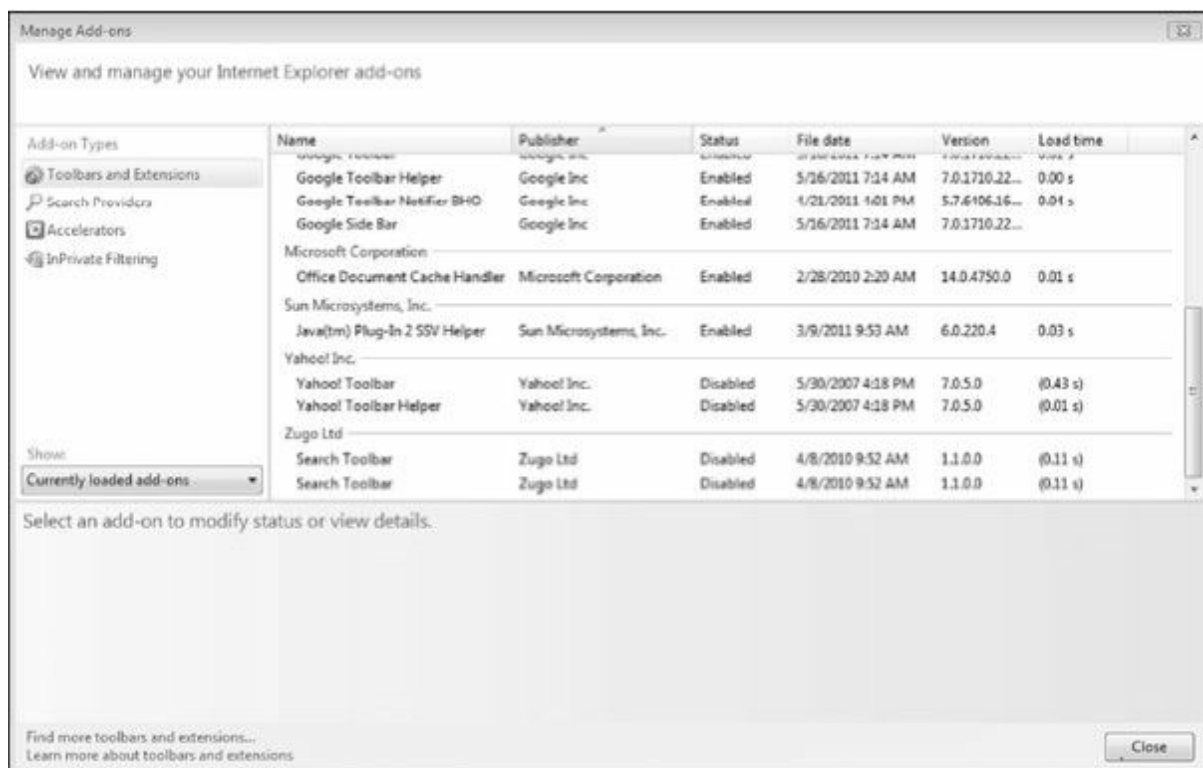 Manage Add-ons
View and manage your Internet Explorer add-ons
Add-on Types
Toolbars and Extensions
Search Providers
Accelerators
InPrivate Filtering
Show:
Currently loaded add-ons
Name Publisher Status File date Version Load time
Google Toolbar Helper Google Inc Enabled 5/16/2011 7:14 AM 7.0.1710.22... 0.00 s
Google Toolbar Notifier BHO Google Inc Enabled 4/21/2011 4:01 PM 5.7.6406.16... 0.04 s
Google Side Bar Google Inc Enabled 5/16/2011 7:14 AM 7.0.1710.22...
Microsoft Corporation
Office Document Cache Handler Microsoft Corporation Enabled 2/28/2010 2:20 AM 14.0.4750.0 0.01 s
Sun Microsystems, Inc.
Java(tm) Plug-In 2 SSV Helper Sun Microsystems, Inc. Enabled 3/9/2011 9:53 AM 6.0.220.4 0.03 s
Yahoo! Inc.
Yahoo! Toolbar Yahoo! Inc. Disabled 5/30/2007 4:18 PM 7.0.5.0 (0.43 s)
Yahoo! Toolbar Helper Yahoo! Inc. Disabled 5/30/2007 4:18 PM 7.0.5.0 (0.01 s)
Zugo Ltd
Search Toolbar Zugo Ltd Disabled 4/8/2010 9:52 AM 1.1.0.0 (0.11 s)
Search Toolbar Zugo Ltd Disabled 4/8/2010 9:52 AM 1.1.0.0 (0.11 s)
Select an add-on to modify status or view details.
Find more toolbars and extensions...
Learn more about toolbars and extensions
Close